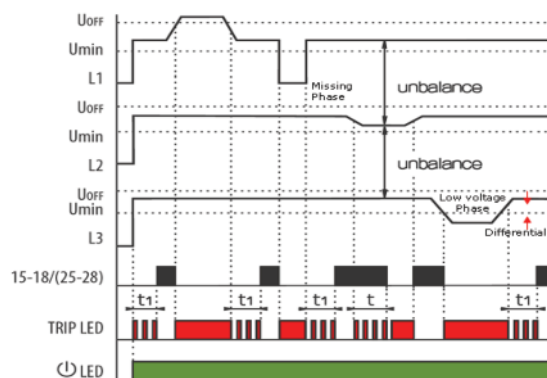 UOFF
Umin
L1
Missing
Phase
unbalance
UOFF
Umin
L2
unbalance
UOFF
Umin
Low voltage
Phase
L3
Differential
15-18/(25-28)
t1
t1
t1
t
t1
TRIP LED
LED